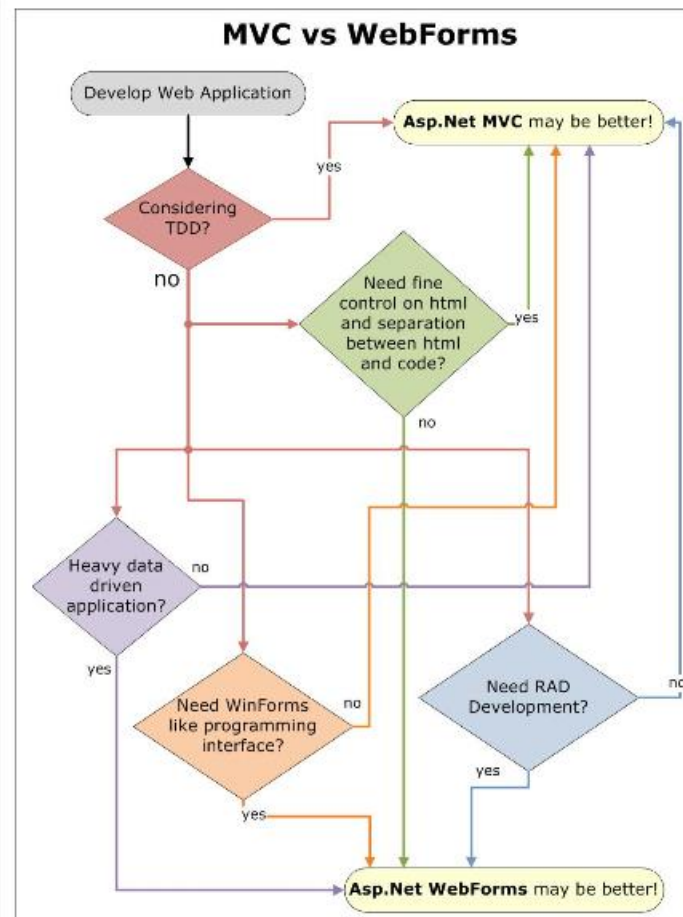 MVC vs WebForms
Develop Web Application
Asp.Net MVC may be better!
yes
Considering
TDD?
no
Need fine
control on html
and separation
between html
and code?
yes
no
Heavy data
driven
application?
no
yes
Need WinForms
like programming
interface?
no
yes
Need RAD
Development?
no
yes
Asp.Net WebForms may be better!